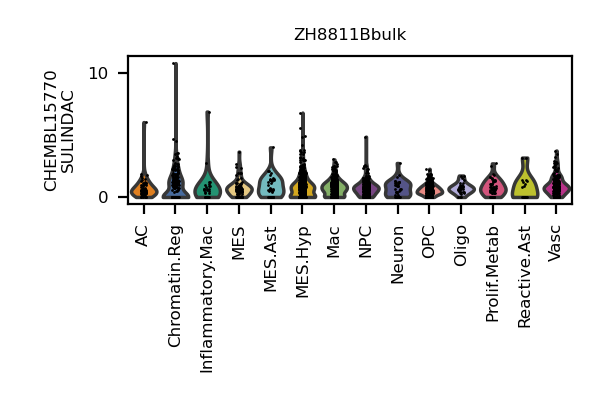 ZH8811Bbulk
CHEMBL15770
SULINDAC
10
0
AC
Chromatin.Reg
Inflammatory.Mac
MES
MES.Ast
MES.Hyp
Mac
NPC
Neuron
OPC
Oligo
Prolif.Metab
Reactive.Ast
Vasc